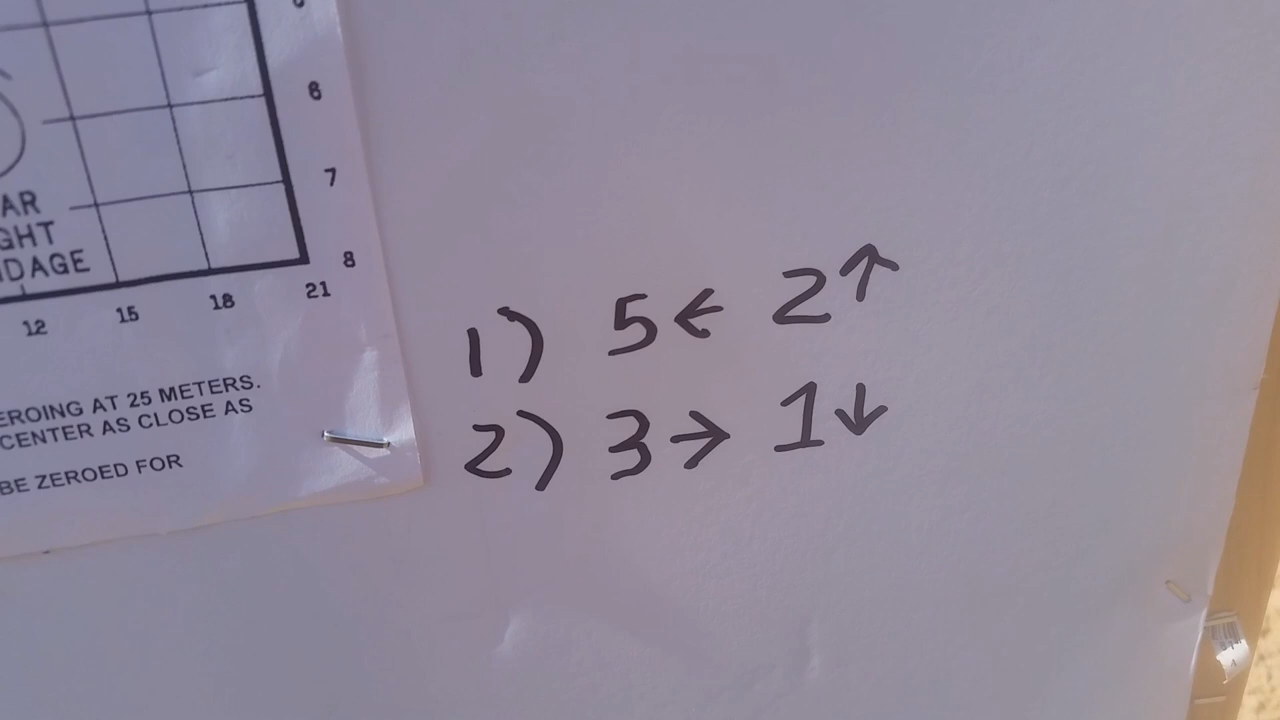 6
7
AR
GHT
NDAGE
8
12 15 18 21
EROING AT 25 METERS.
CENTER AS CLOSE AS
BE ZEROED FOR
1) 5← 2↑
2) 3→ 1↓